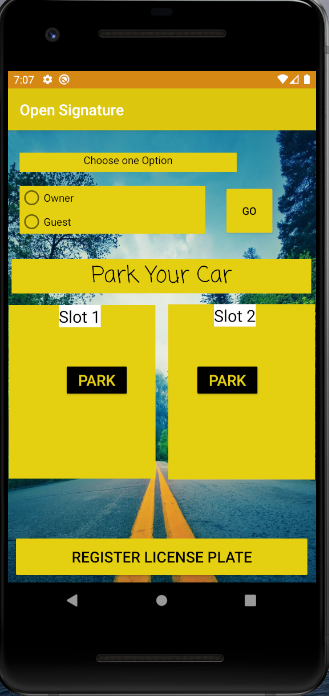 7:07
Open Signature
Choose one Option
Owner
GO
Guest
Park Your Car
Slot 1
Slot 2
PARK
PARK
REGISTER LICENSE PLATE